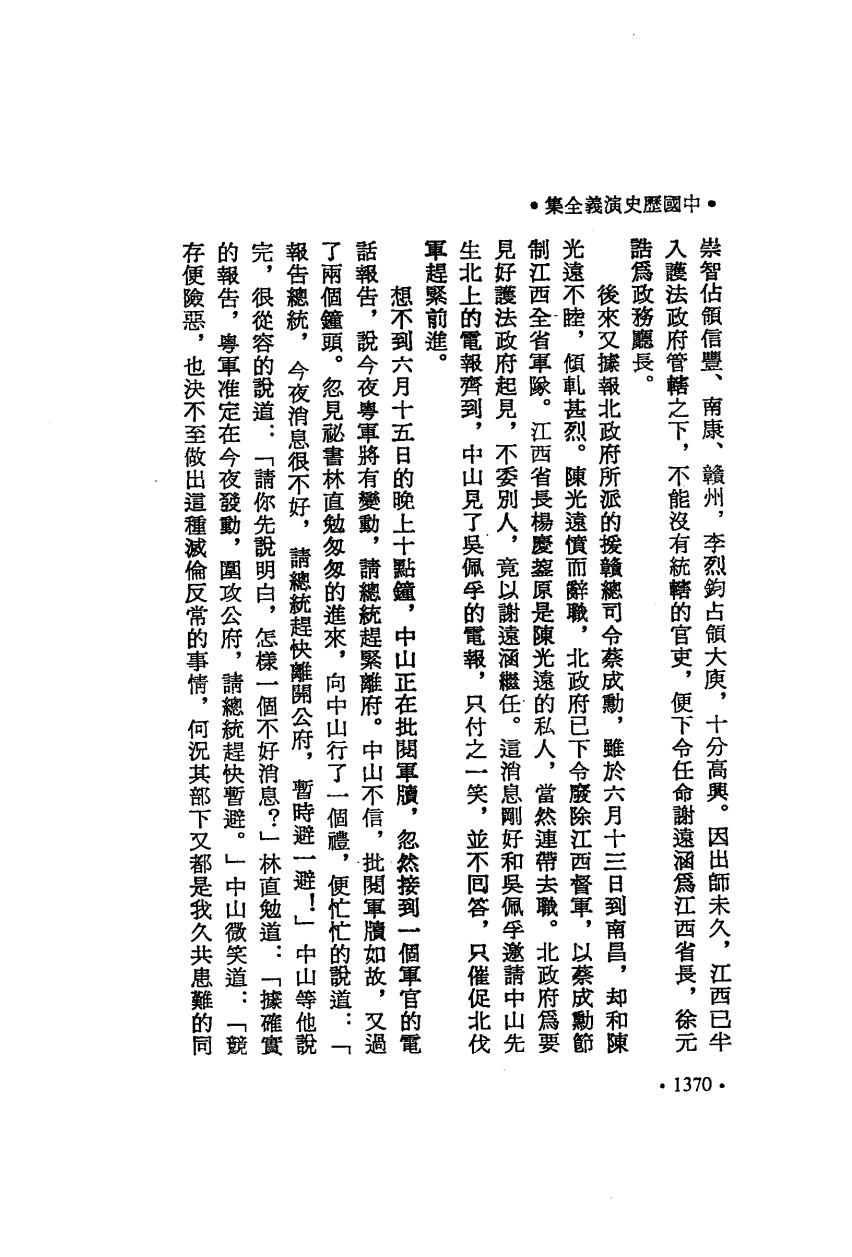 •中國歷史演義全集•
崇智佔領信豐、南康、贛州，李烈鈞占領大庾，十分高興。因出師未久，江西已半
入護法政府管轄之下，不能沒有統轄的官吏，便下令任命謝遠涵爲江西省長，徐元
誥爲政務廳長。
後來又據報北政府所派的援贛總司令蔡成勳，雖於六月十三日到南昌，却和陳
光遠不睦，傾軋甚烈。陳光遠憤而辭職，北政府已下令廢除江西督軍，以蔡成勳節
制江西全省軍隊。江西省長楊慶鋆原是陳光遠的私人，當然連帶去職。北政府爲要
見好護法政府起見，不委別人，竟以謝遠涵繼任。這消息剛好和吳佩孚邀請中山先
生北上的電報齊到，中山見了吳佩孚的電報，只付之一笑，並不回答，只催促北伐
軍趕緊前進。
想不到六月十五日的晚上十點鐘，中山正在批閱軍牘，忽然接到一個軍官的電
話報告，說今夜粵軍將有變動，請總統趕緊離府。中山不信，批閱軍牘如故，又過
了兩個鐘頭。忽見祕書林直勉匆匆的進來，向中山行了一個禮，便忙忙的說道：「
報告總統，今夜消息很不好，請總統趕快離開公府，暫時避一避！」中山等他說
完，很從容的說道：「請你先說明白，怎樣一個不好消息？」林直勉道：「據確實
的報告，粵軍准定在今夜發動，圍攻公府，請總統趕快暫避。」中山微笑道：「競
存便險惡，也決不至做出這種滅倫反常的事情，何況其部下又都是我久共患難的同
•1370•